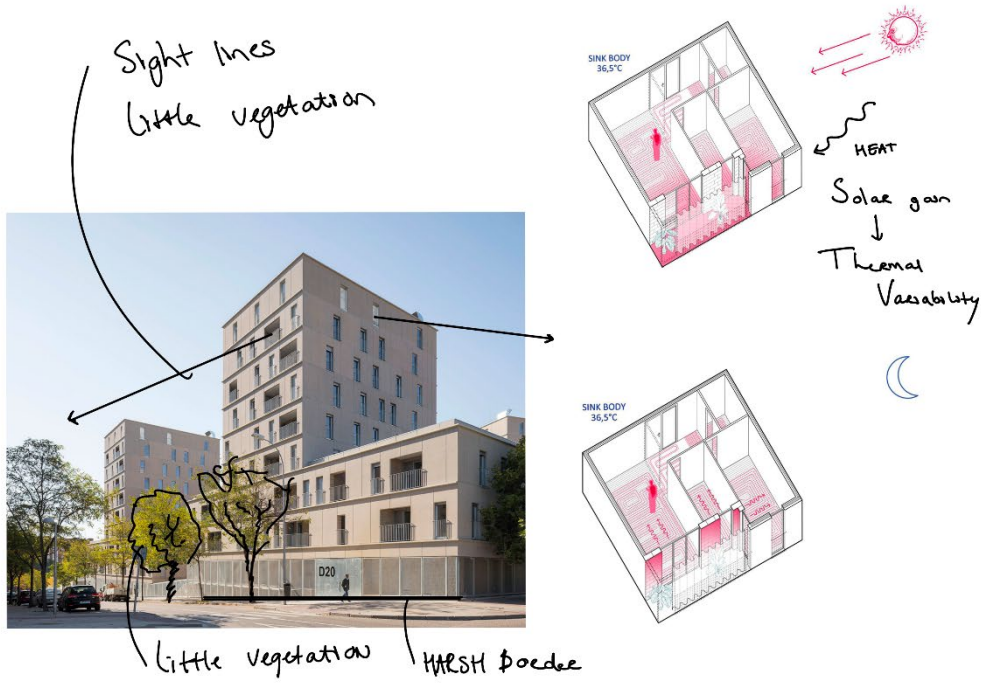 Sight lines
little vegetation
SINK BODY
36,5°C
HEAT
Solar gain
Thermal
Variability
SINK BODY
36,5°C
D20
little vegetation
HARSH Border